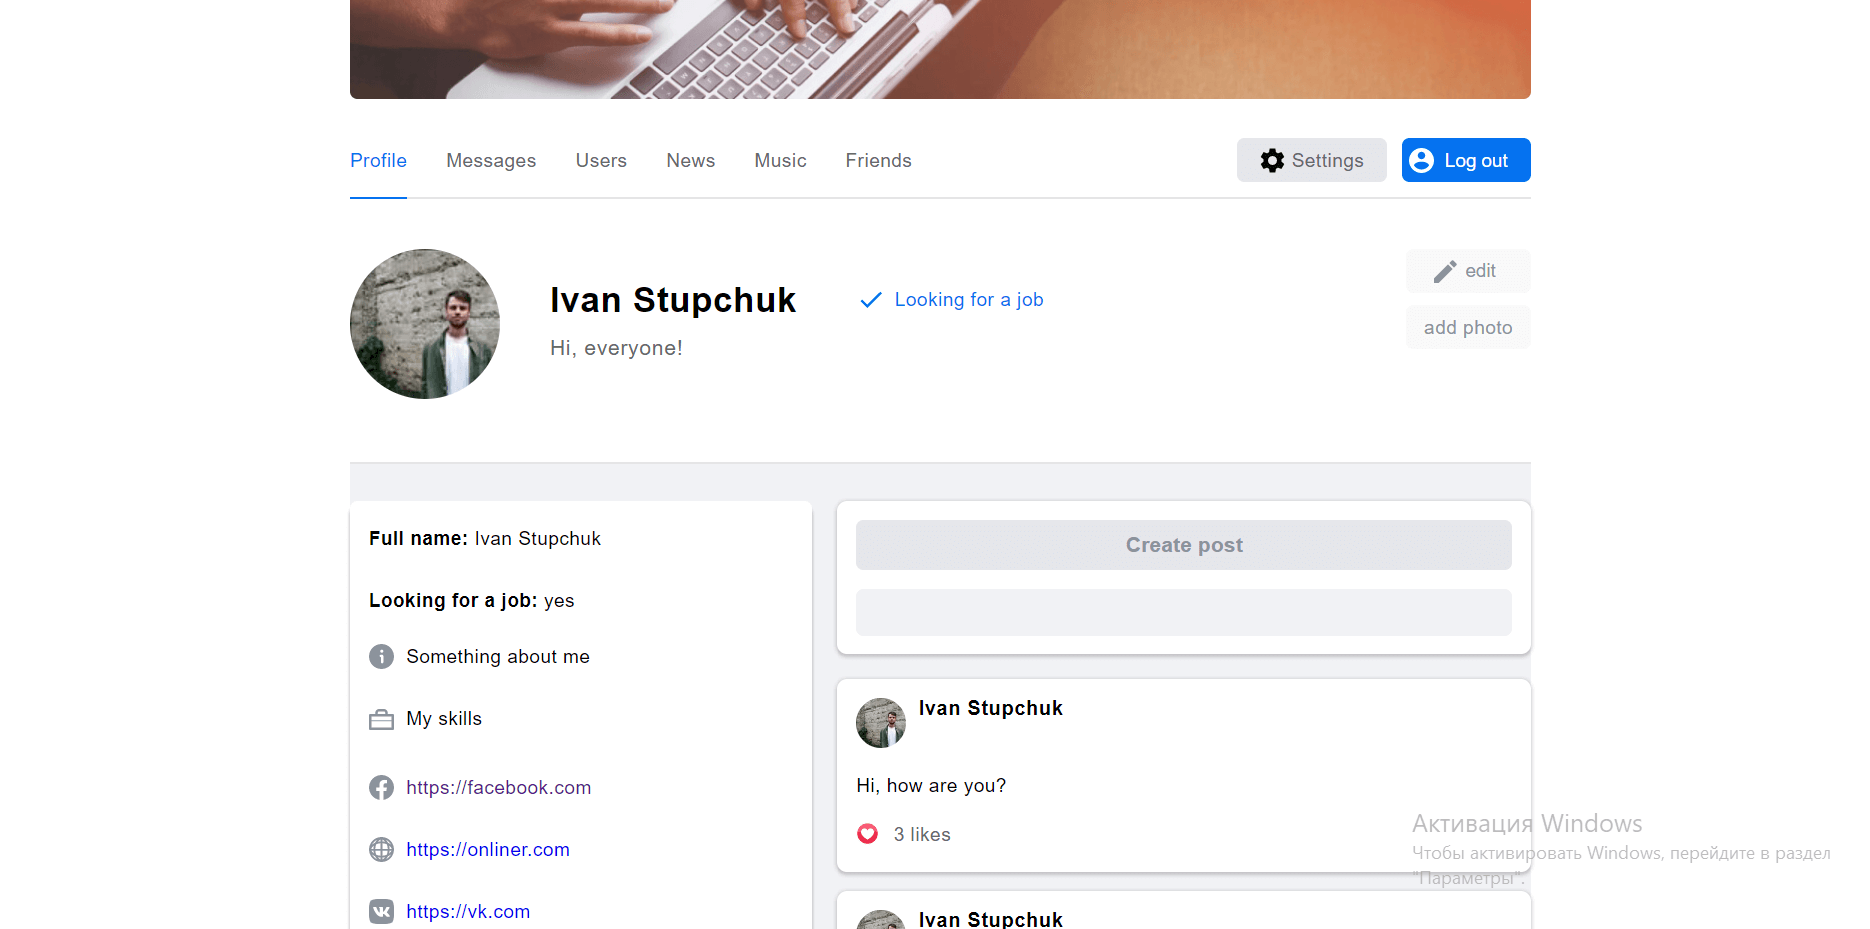 Profile Messages Users News Music Friends Settings Log out
Ivan Stupchuk
Looking for a job
Hi, everyone!
edit
add photo
Full name: Ivan Stupchuk
Looking for a job: yes
Something about me
My skills
https://facebook.com
https://onliner.com
https://vk.com
Create post
Ivan Stupchuk
Hi, how are you?
3 likes
Ivan Stupchuk
Активация Windows
Чтобы активировать Windows, перейдите в раздел
"Параметры".